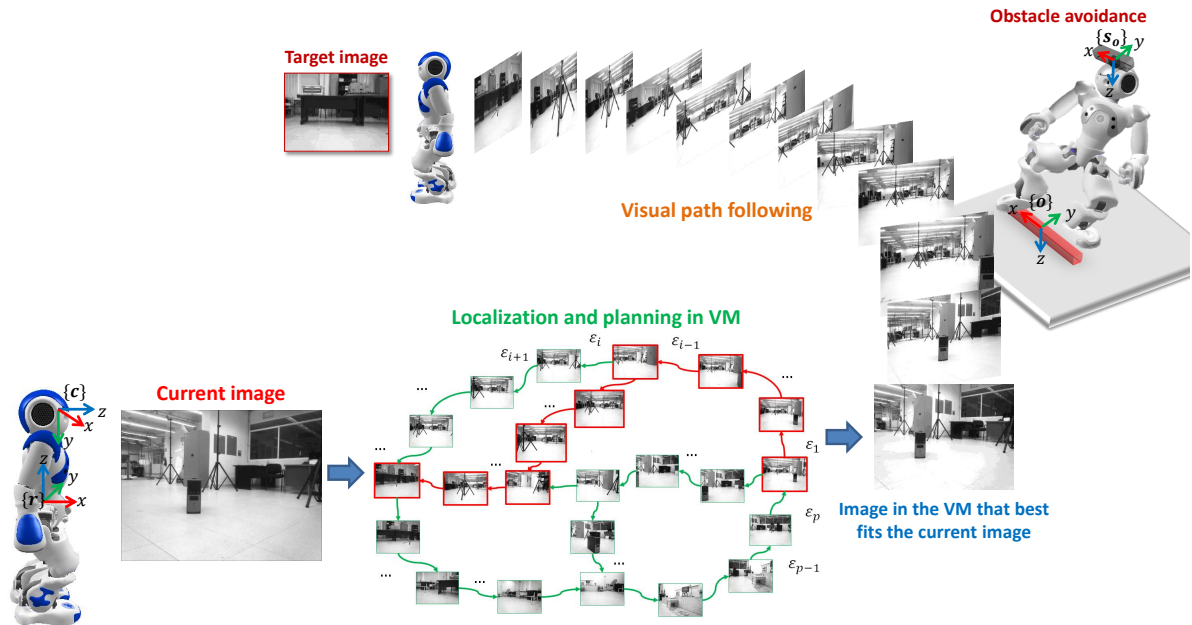 Obstacle avoidance
{s_o}
x
y
z
Target image
Visual path following
{o}
x
y
z
Localization and planning in VM
ε_{i+1}
ε_i
ε_{i-1}
...
...
...
...
...
...
...
...
...
...
Current image
{c}
z
x
y
z
y
{r}
x
ε_1
ε_p
ε_{p-1}
Image in the VM that best
fits the current image